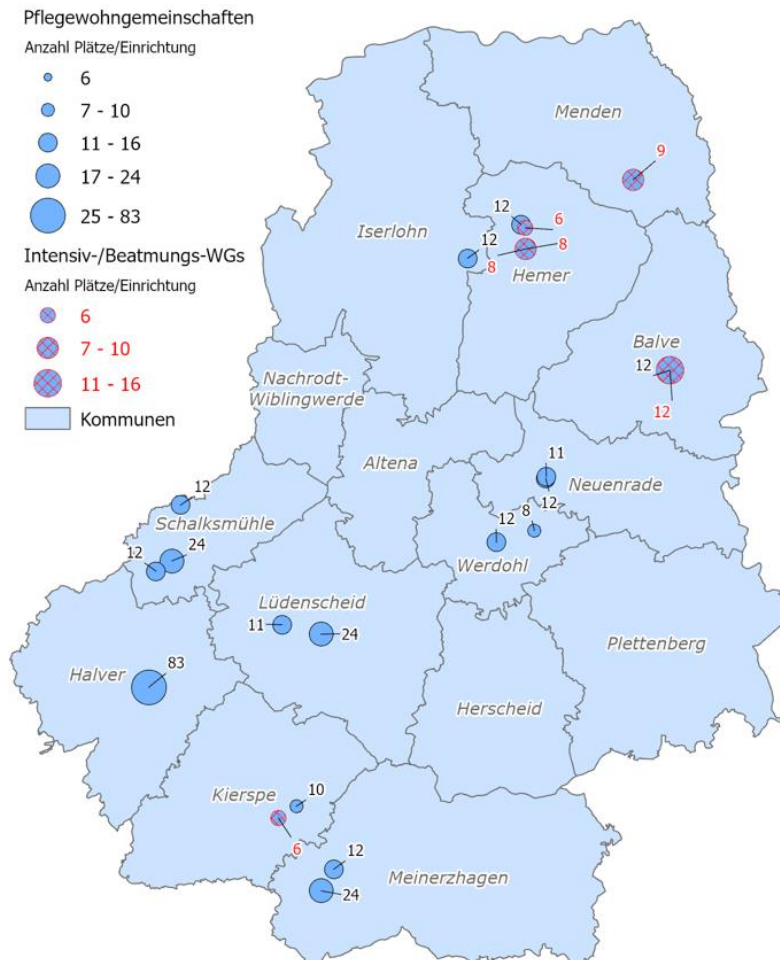 Pflegewohngemeinschaften
Anzahl Plätze/Einrichtung
6
7 - 10
11 - 16
17 - 24
25 - 83
Intensiv-/Beatmungs-WGs
Anzahl Plätze/Einrichtung
6
7 - 10
11 - 16
Kommunen
Menden
9
12
6
Iserlohn
12
8
8
Hemer
Balve
12
12
Nachrodt-
Wiblingwerde
Altena
11
Neuenrade
12
12
Schalksmühle
12
8
12
24
Werdohl
Lüdenscheid
11
24
Plettenberg
83
Halver
Herscheid
Kierspe
10
6
12
Meinerzhagen
24